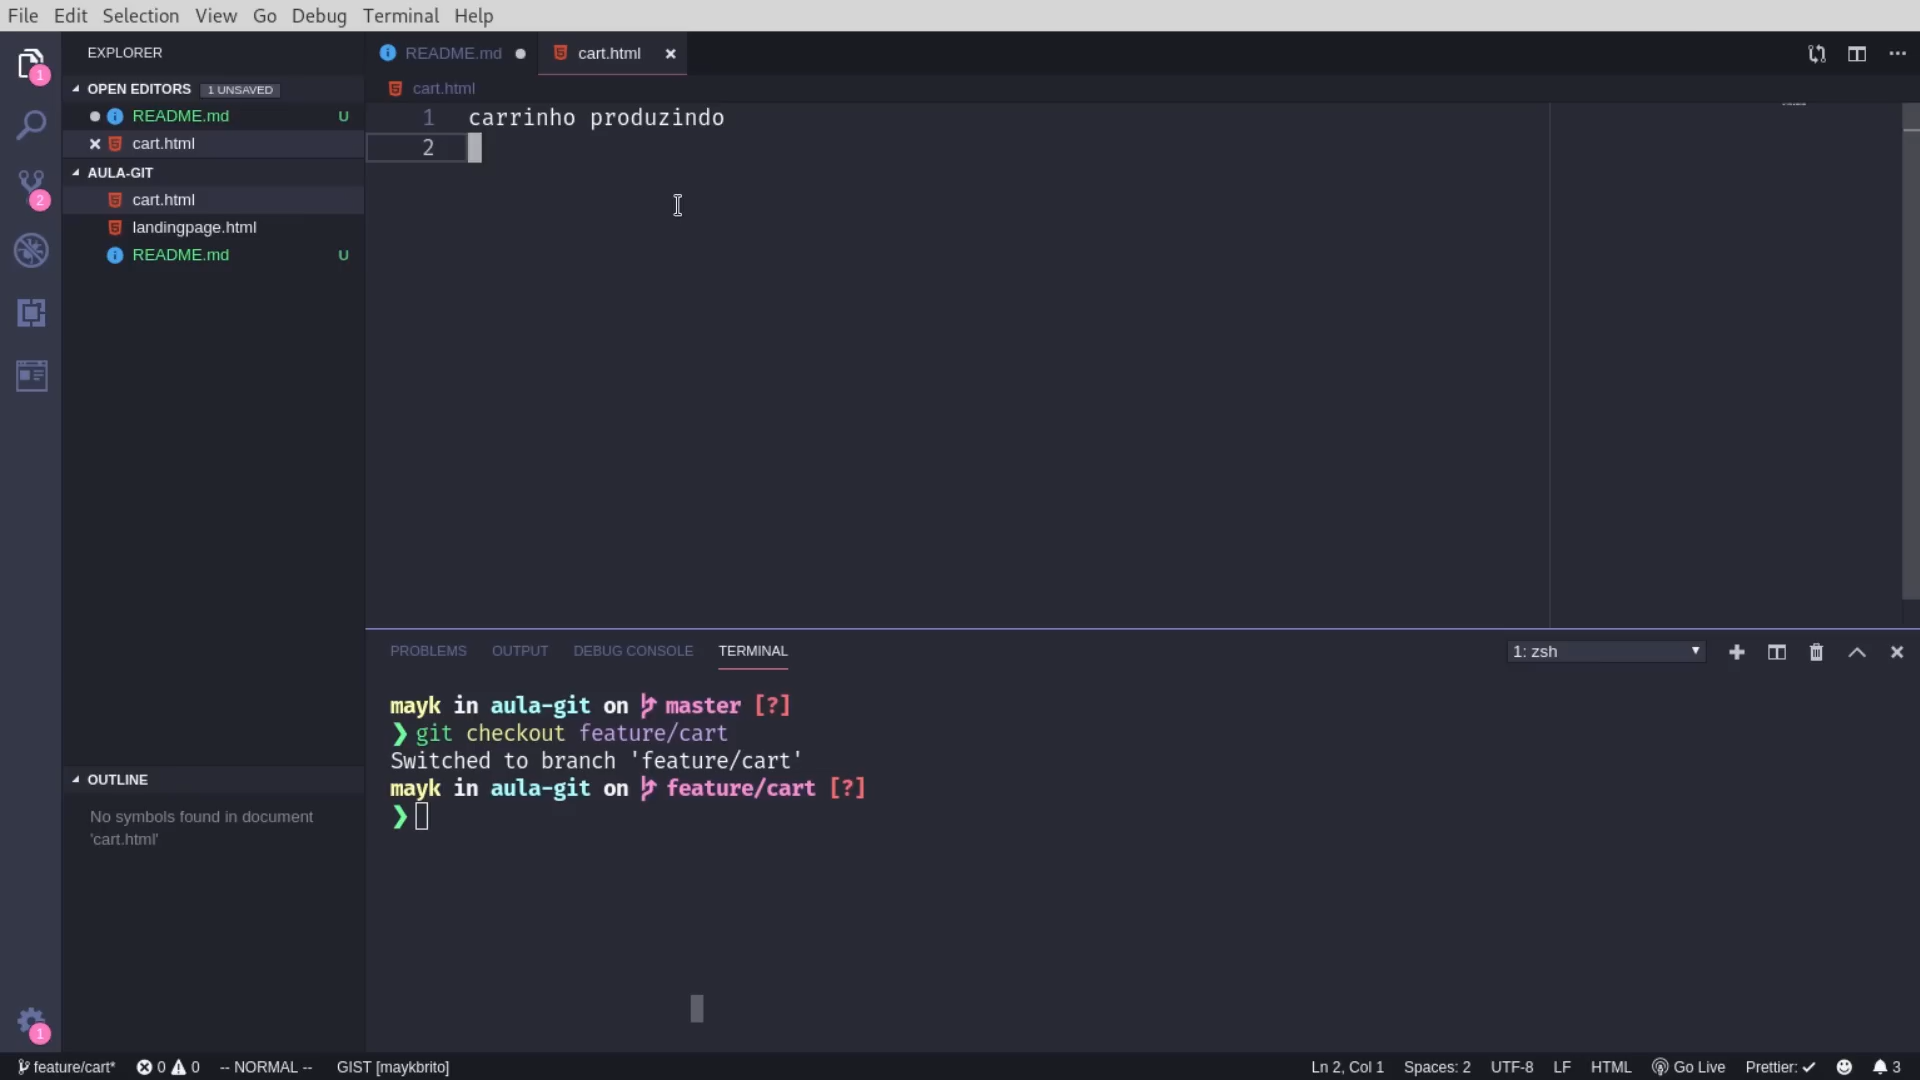 File Edit Selection View Go Debug Terminal Help
EXPLORER
OPEN EDITORS 1 UNSAVED
README.md U
cart.html
AULA-GIT
cart.html
landingpage.html
README.md U
OUTLINE
No symbols found in document
'cart.html'
1
2
1
README.md cart.html
cart.html
1 carrinho produzindo
2
PROBLEMS OUTPUT DEBUG CONSOLE TERMINAL 1: zsh
mayk in aula-git on master [?]
❯ git checkout feature/cart
Switched to branch 'feature/cart'
mayk in aula-git on feature/cart [?]
❯
feature/cart* 0 0 -- NORMAL -- GIST [maykbrito] Ln 2, Col 1 Spaces: 2 UTF-8 LF HTML Go Live Prettier: ✓ 3